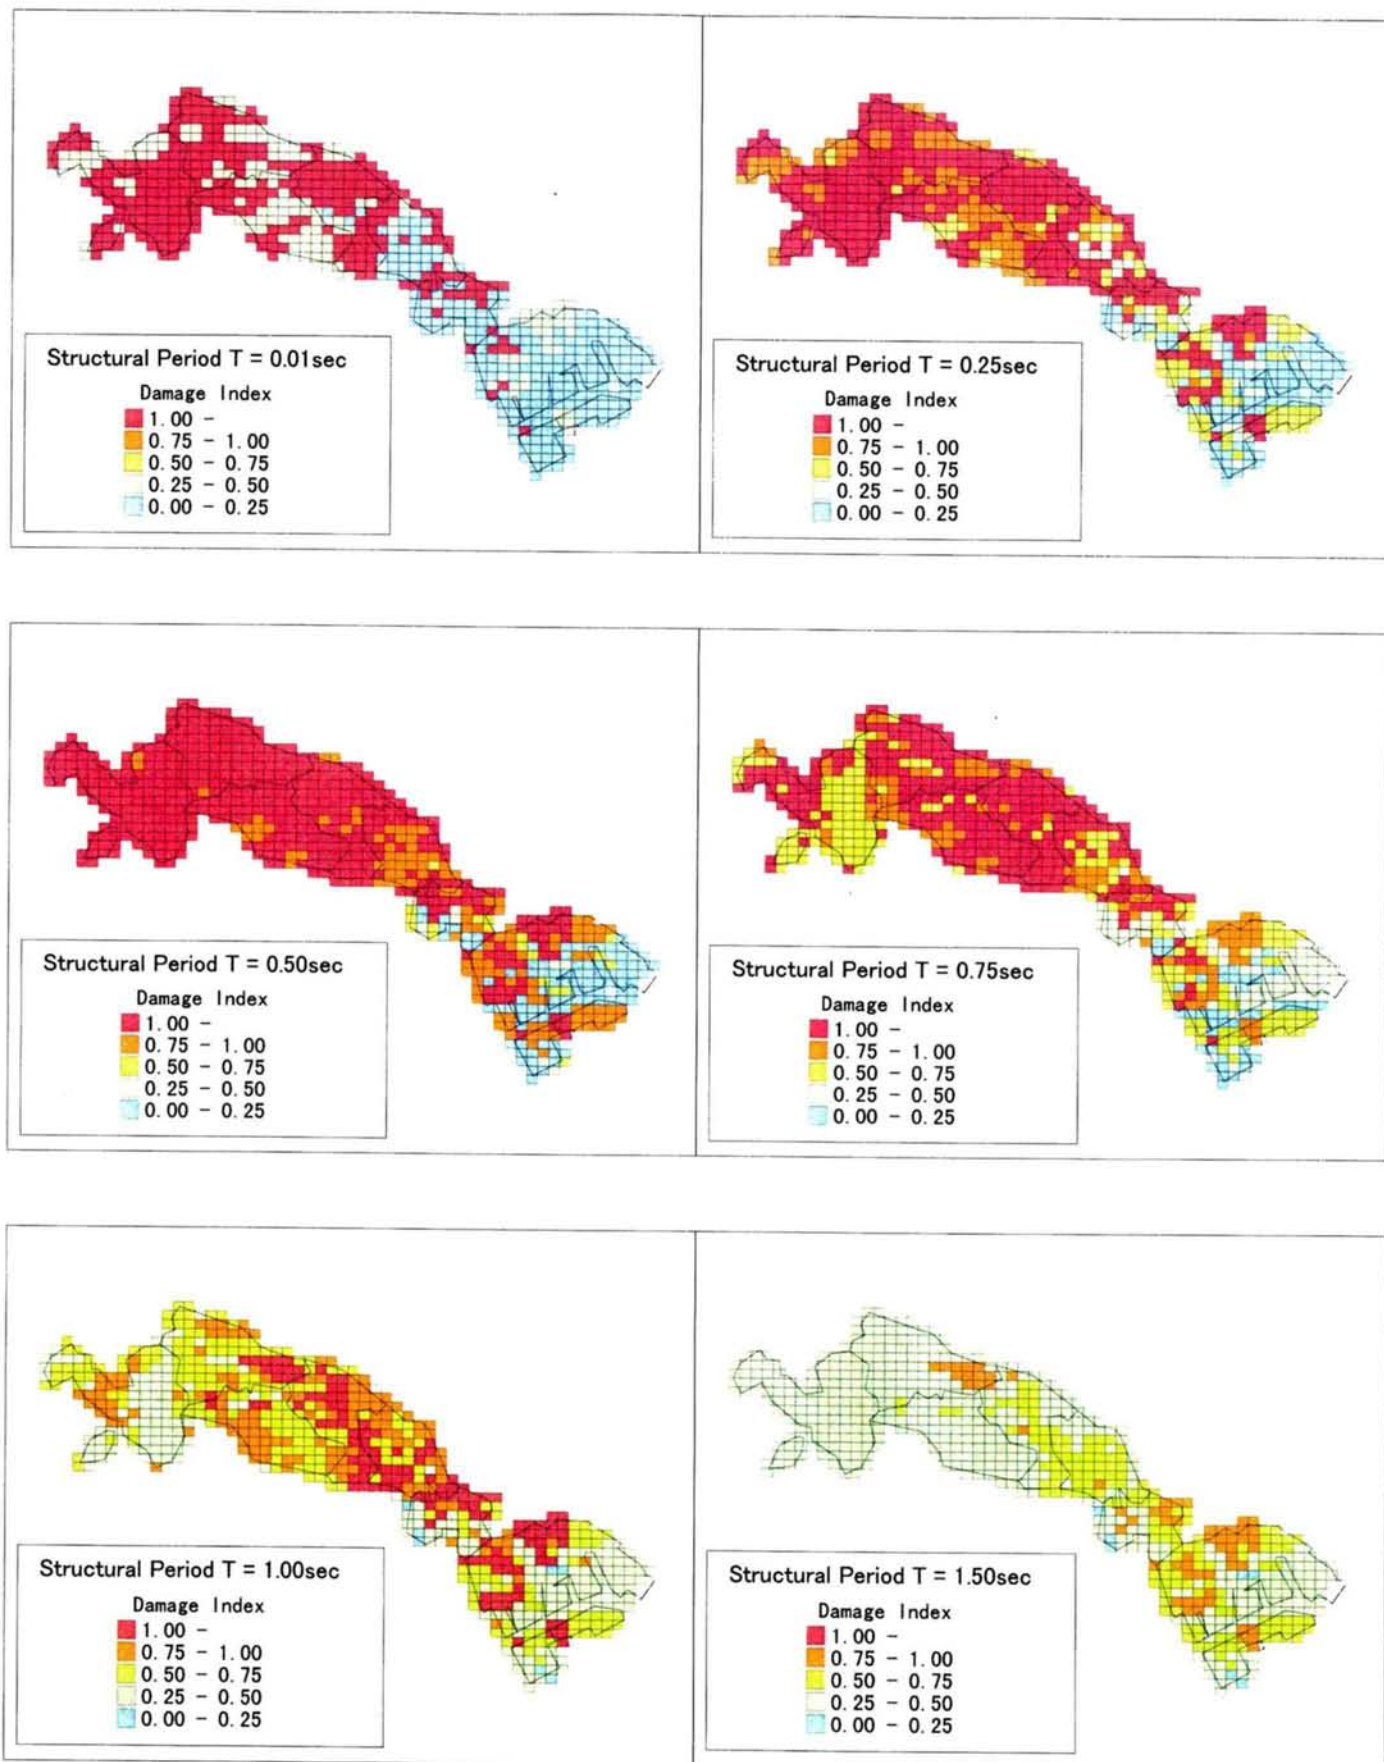 Structural Period T = 0.01sec
Damage Index
1.00 -
0.75 - 1.00
0.50 - 0.75
0.25 - 0.50
0.00 - 0.25
Structural Period T = 0.25sec
Damage Index
1.00 -
0.75 - 1.00
0.50 - 0.75
0.25 - 0.50
0.00 - 0.25
Structural Period T = 0.50sec
Damage Index
1.00 -
0.75 - 1.00
0.50 - 0.75
0.25 - 0.50
0.00 - 0.25
Structural Period T = 0.75sec
Damage Index
1.00 -
0.75 - 1.00
0.50 - 0.75
0.25 - 0.50
0.00 - 0.25
Structural Period T = 1.00sec
Damage Index
1.00 -
0.75 - 1.00
0.50 - 0.75
0.25 - 0.50
0.00 - 0.25
Structural Period T = 1.50sec
Damage Index
1.00 -
0.75 - 1.00
0.50 - 0.75
0.25 - 0.50
0.00 - 0.25